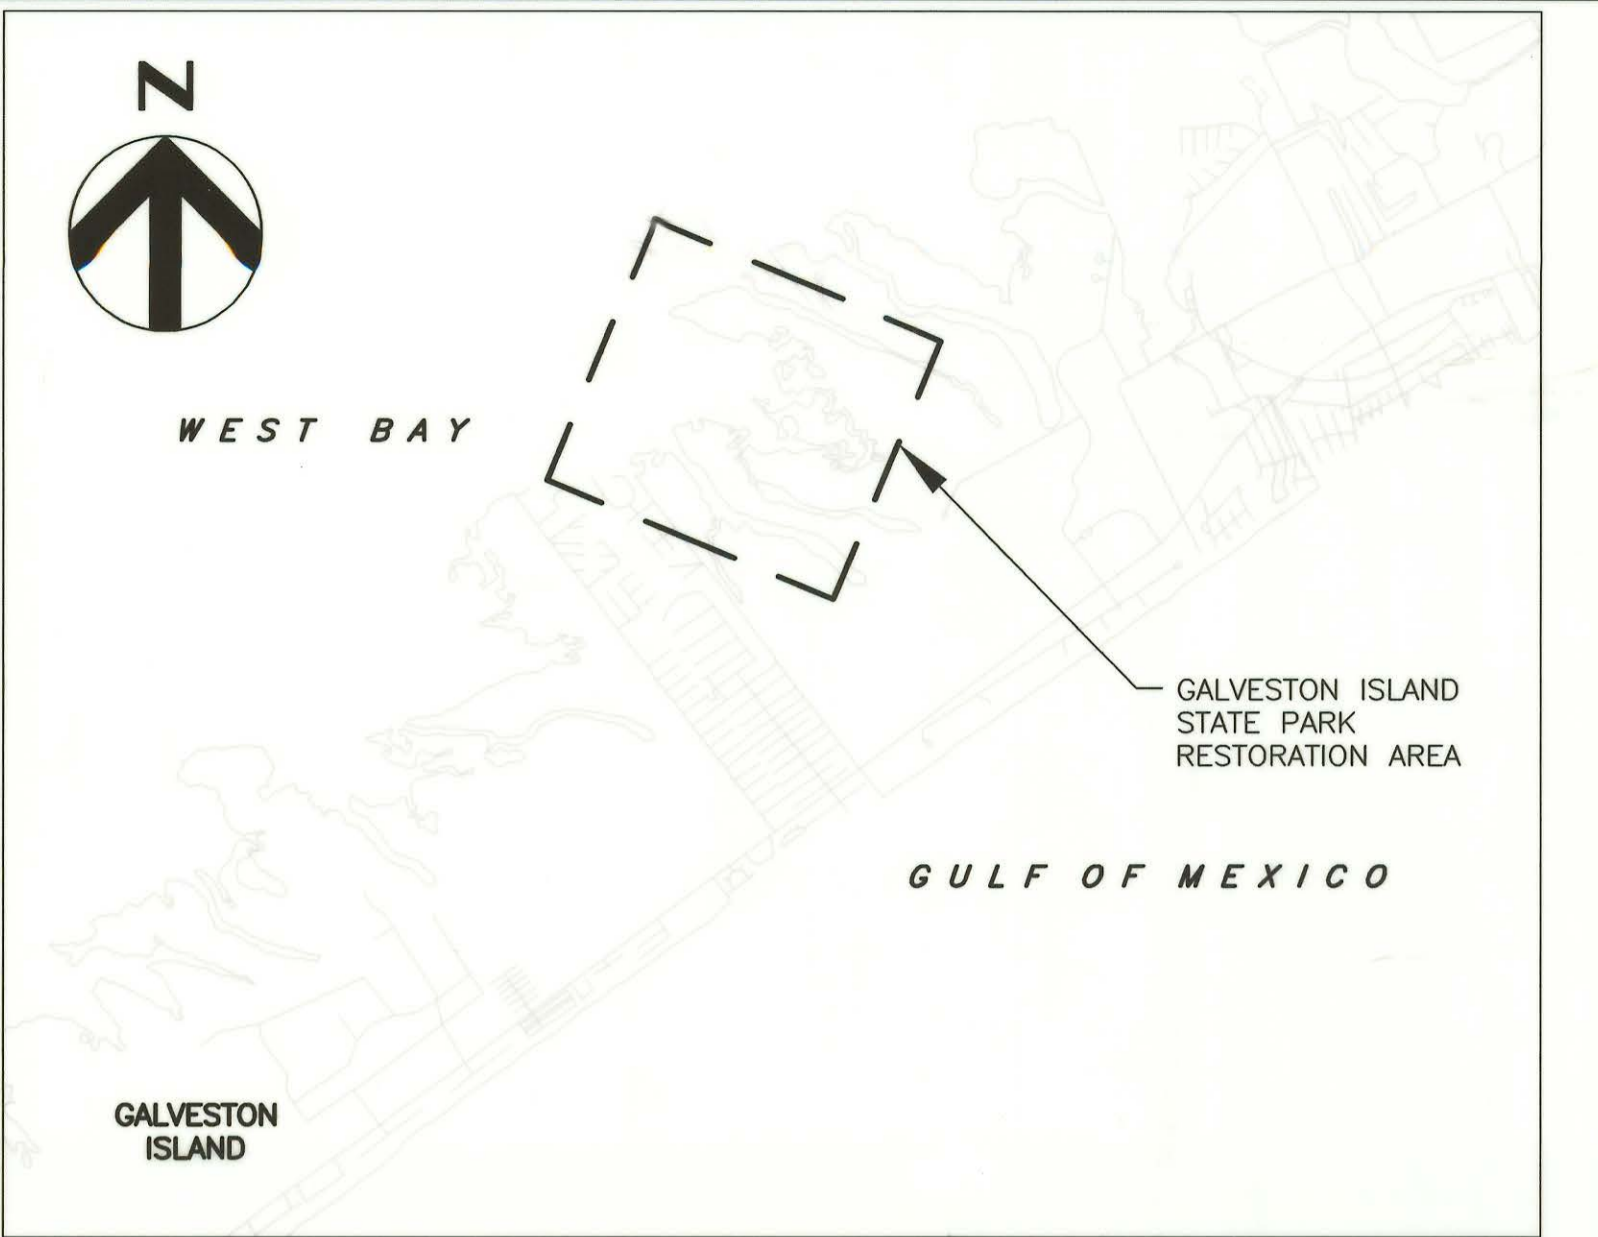 N
WEST BAY
GALVESTON ISLAND
STATE PARK
RESTORATION AREA
GULF OF MEXICO
GALVESTON
ISLAND